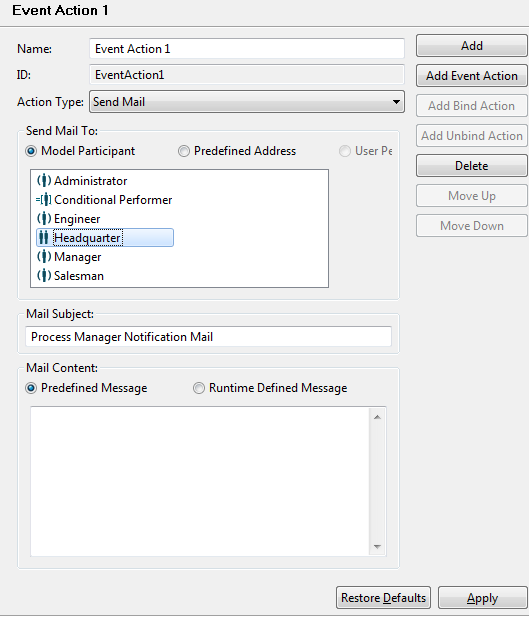 Event Action 1
Name: Event Action 1 Add
ID: EventAction1 Add Event Action
Action Type: Send Mail Add Bind Action
Send Mail To: Add Unbind Action
Model Participant Predefined Address User Pe
Delete
Administrator
Move Up
Conditional Performer
Engineer Move Down
Headquarter
Manager
Salesman
Mail Subject:
Process Manager Notification Mail
Mail Content:
Predefined Message Runtime Defined Message
Restore Defaults Apply